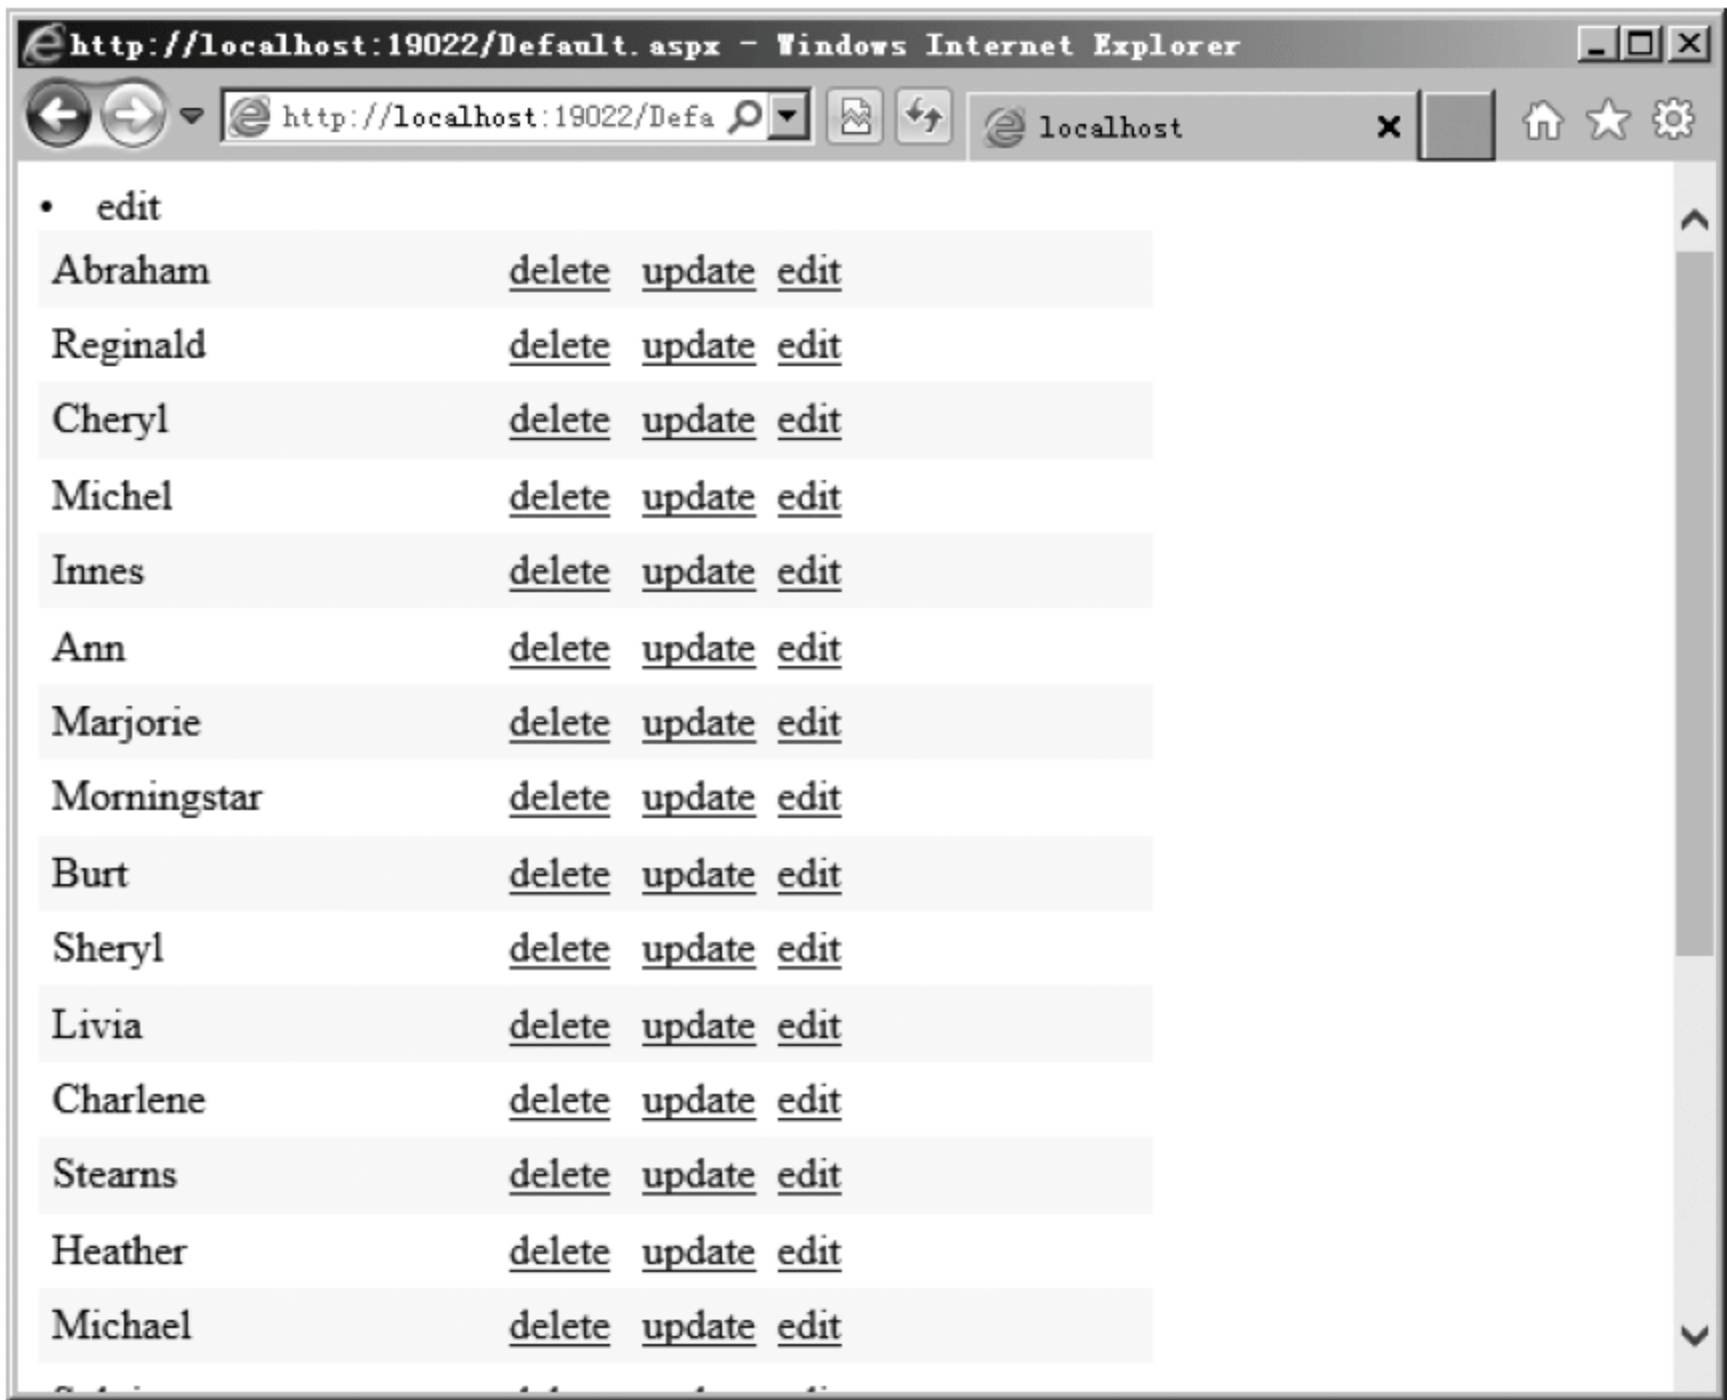 http://localhost:19022/Default.aspx - Windows Internet Explorer
http://localhost:19022/Defa
localhost
• edit
Abraham delete update edit
Reginald delete update edit
Cheryl delete update edit
Michel delete update edit
Innes delete update edit
Ann delete update edit
Marjorie delete update edit
Morningstar delete update edit
Burt delete update edit
Sheryl delete update edit
Livia delete update edit
Charlene delete update edit
Stearns delete update edit
Heather delete update edit
Michael delete update edit